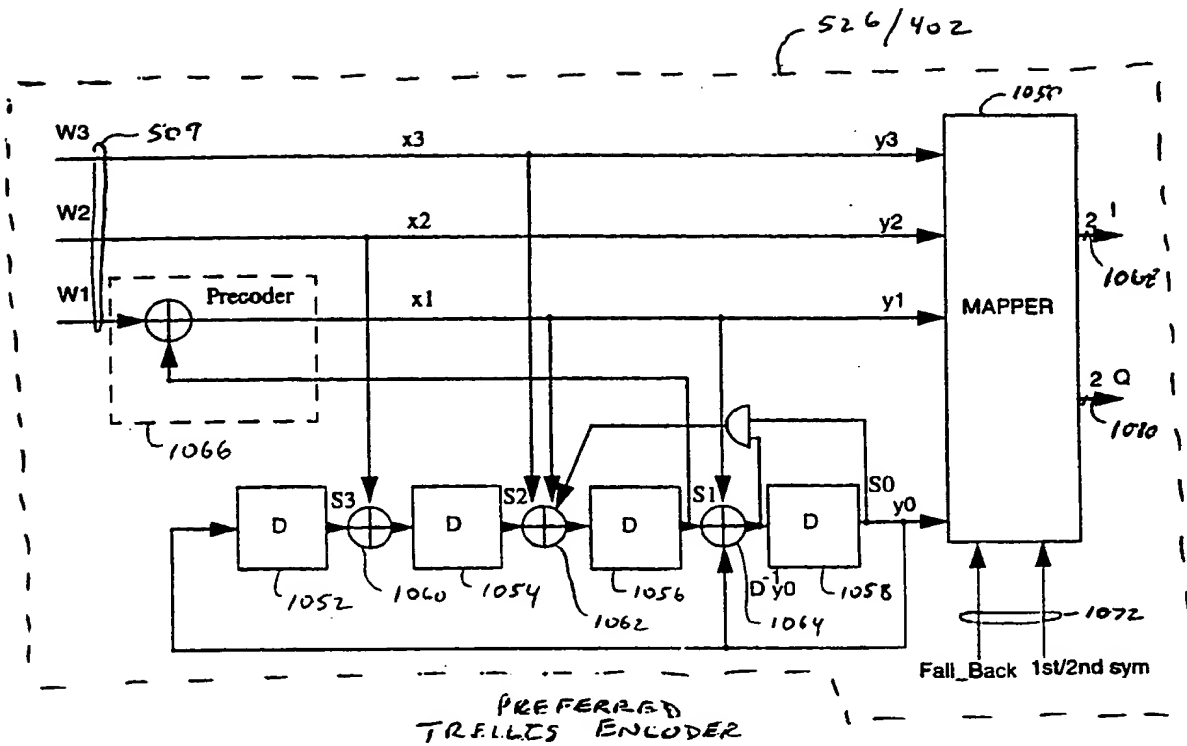 526/402
1050
W3
509
x3
y3
W2
x2
y2
2
I
1068
W1
Precoder
x1
y1
MAPPER
2
Q
1080
1066
S3
S2
S1
S0
D
D
D
D
y0
1052
1060
1054
1062
1056
D⁻¹y0
1064
1058
1072
Fall_Back
1st/2nd sym
PREFERRED
TRELLIS ENCODER